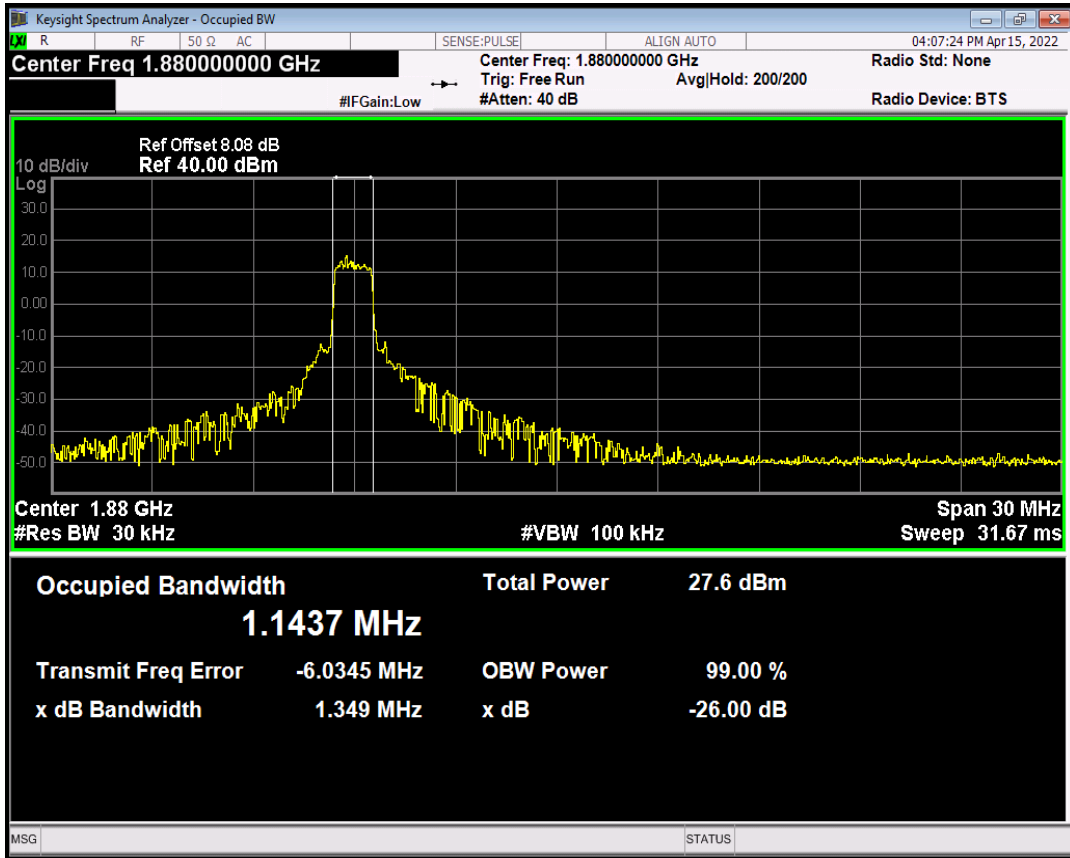 Keysight Spectrum Analyzer - Occupied BW
LXI R RF 50 Ω AC SENSE:PULSE ALIGN AUTO 04:07:24 PM Apr 15, 2022
Center Freq 1.880000000 GHz Center Freq: 1.880000000 GHz Radio Std: None
Trig: Free Run Avg|Hold: 200/200
#IFGain:Low #Atten: 40 dB Radio Device: BTS
Ref Offset 8.08 dB
10 dB/div Ref 40.00 dBm
Log
30.0
20.0
10.0
0.00
-10.0
-20.0
-30.0
-40.0
-50.0
Center 1.88 GHz Span 30 MHz
#Res BW 30 kHz #VBW 100 kHz Sweep 31.67 ms
Occupied Bandwidth Total Power 27.6 dBm
1.1437 MHz
Transmit Freq Error -6.0345 MHz OBW Power 99.00 %
x dB Bandwidth 1.349 MHz x dB -26.00 dB
MSG STATUS